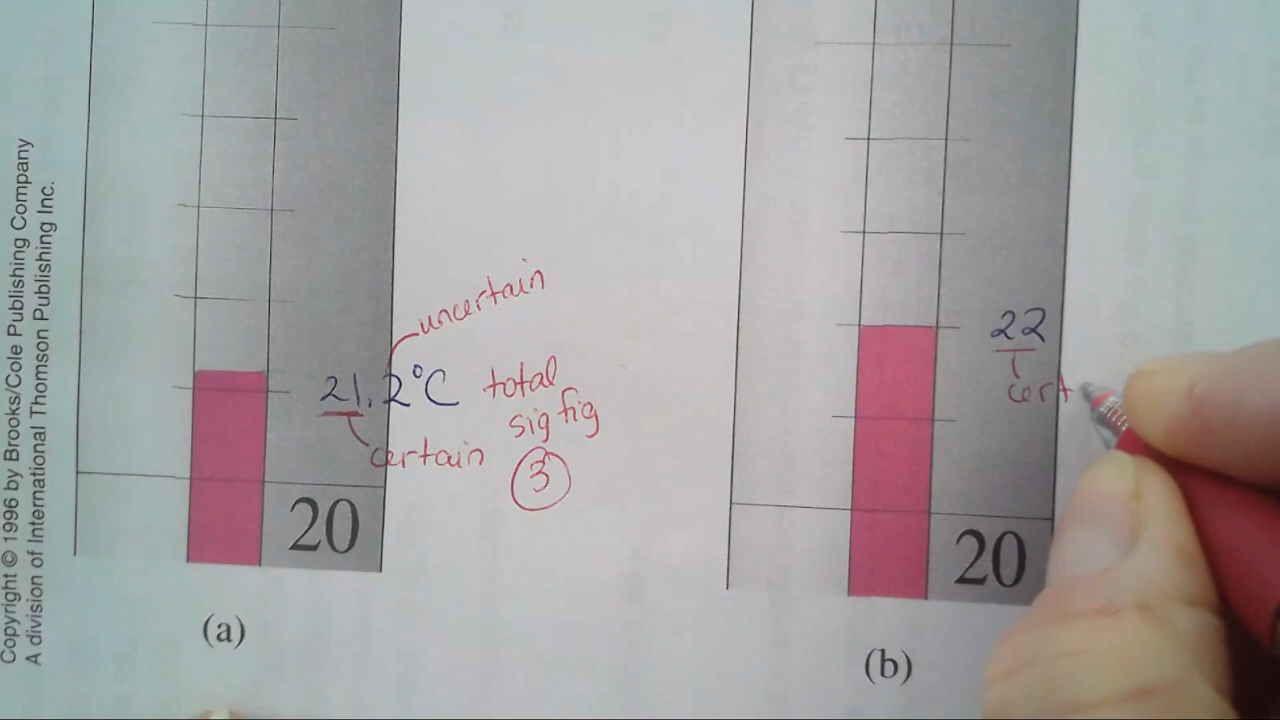 Copyright © 1996 by Brooks/Cole Publishing Company
A division of International Thomson Publishing Inc.
uncertain
21.2°C
total
sig fig
3
certain
20
(a)
22
cert
20
(b)